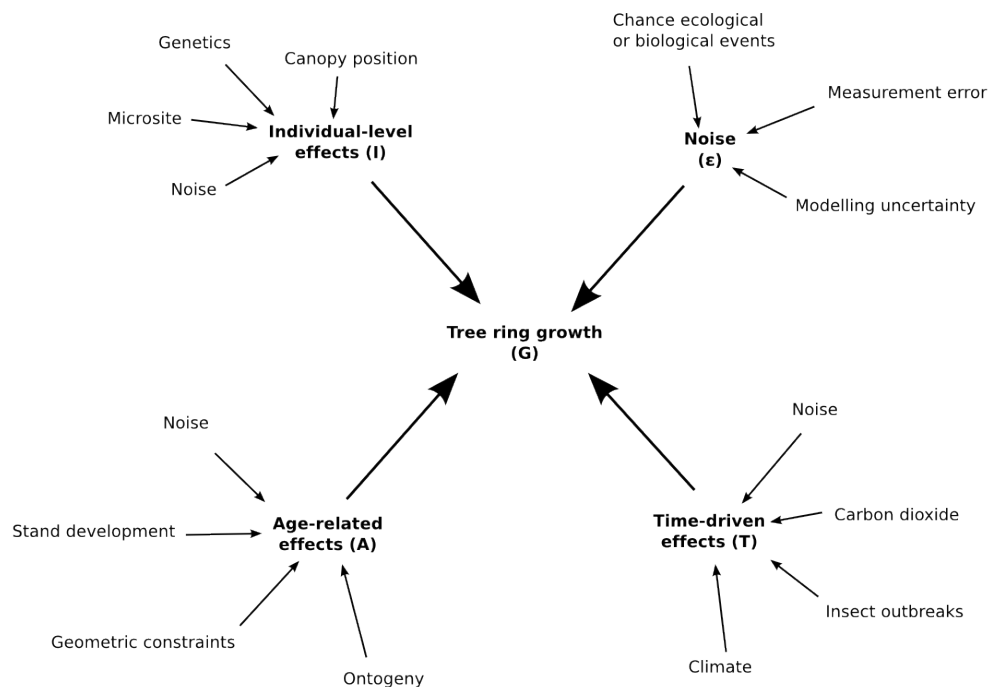 Genetics
Canopy position
Microsite
Individual-level
effects (I)
Noise
Chance ecological
or biological events
Measurement error
Noise
(ε)
Modelling uncertainty
Tree ring growth
(G)
Noise
Stand development
Age-related
effects (A)
Geometric constraints
Ontogeny
Noise
Carbon dioxide
Time-driven
effects (T)
Insect outbreaks
Climate